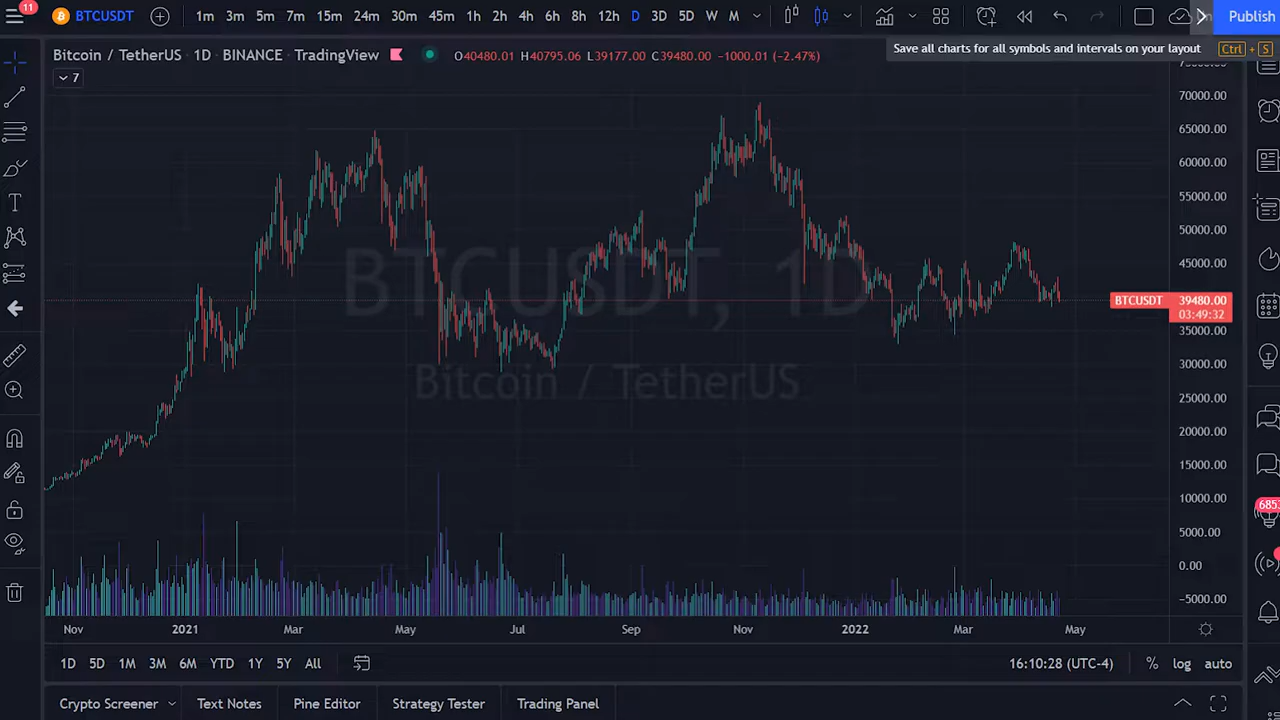 11
BTCUSDT
1m 3m 5m 7m 15m 24m 30m 45m 1h 2h 4h 6h 8h 12h D 3D 5D W M
Publish
Save all charts for all symbols and intervals on your layout Ctrl + S
Bitcoin / TetherUS · 1D · BINANCE · TradingView
O40480.01 H40795.06 L39177.00 C39480.00 -1000.01 (-2.47%)
7
70000.00
65000.00
60000.00
55000.00
50000.00
45000.00
BTCUSDT, 1D
BTCUSDT 39480.00
03:49:32
35000.00
30000.00
Bitcoin / TetherUS
25000.00
20000.00
15000.00
10000.00
5000.00
0.00
-5000.00
6853
Nov 2021 Mar May Jul Sep Nov 2022 Mar May
1D 5D 1M 3M 6M YTD 1Y 5Y All
16:10:28 (UTC-4) % log auto
Crypto Screener Text Notes Pine Editor Strategy Tester Trading Panel